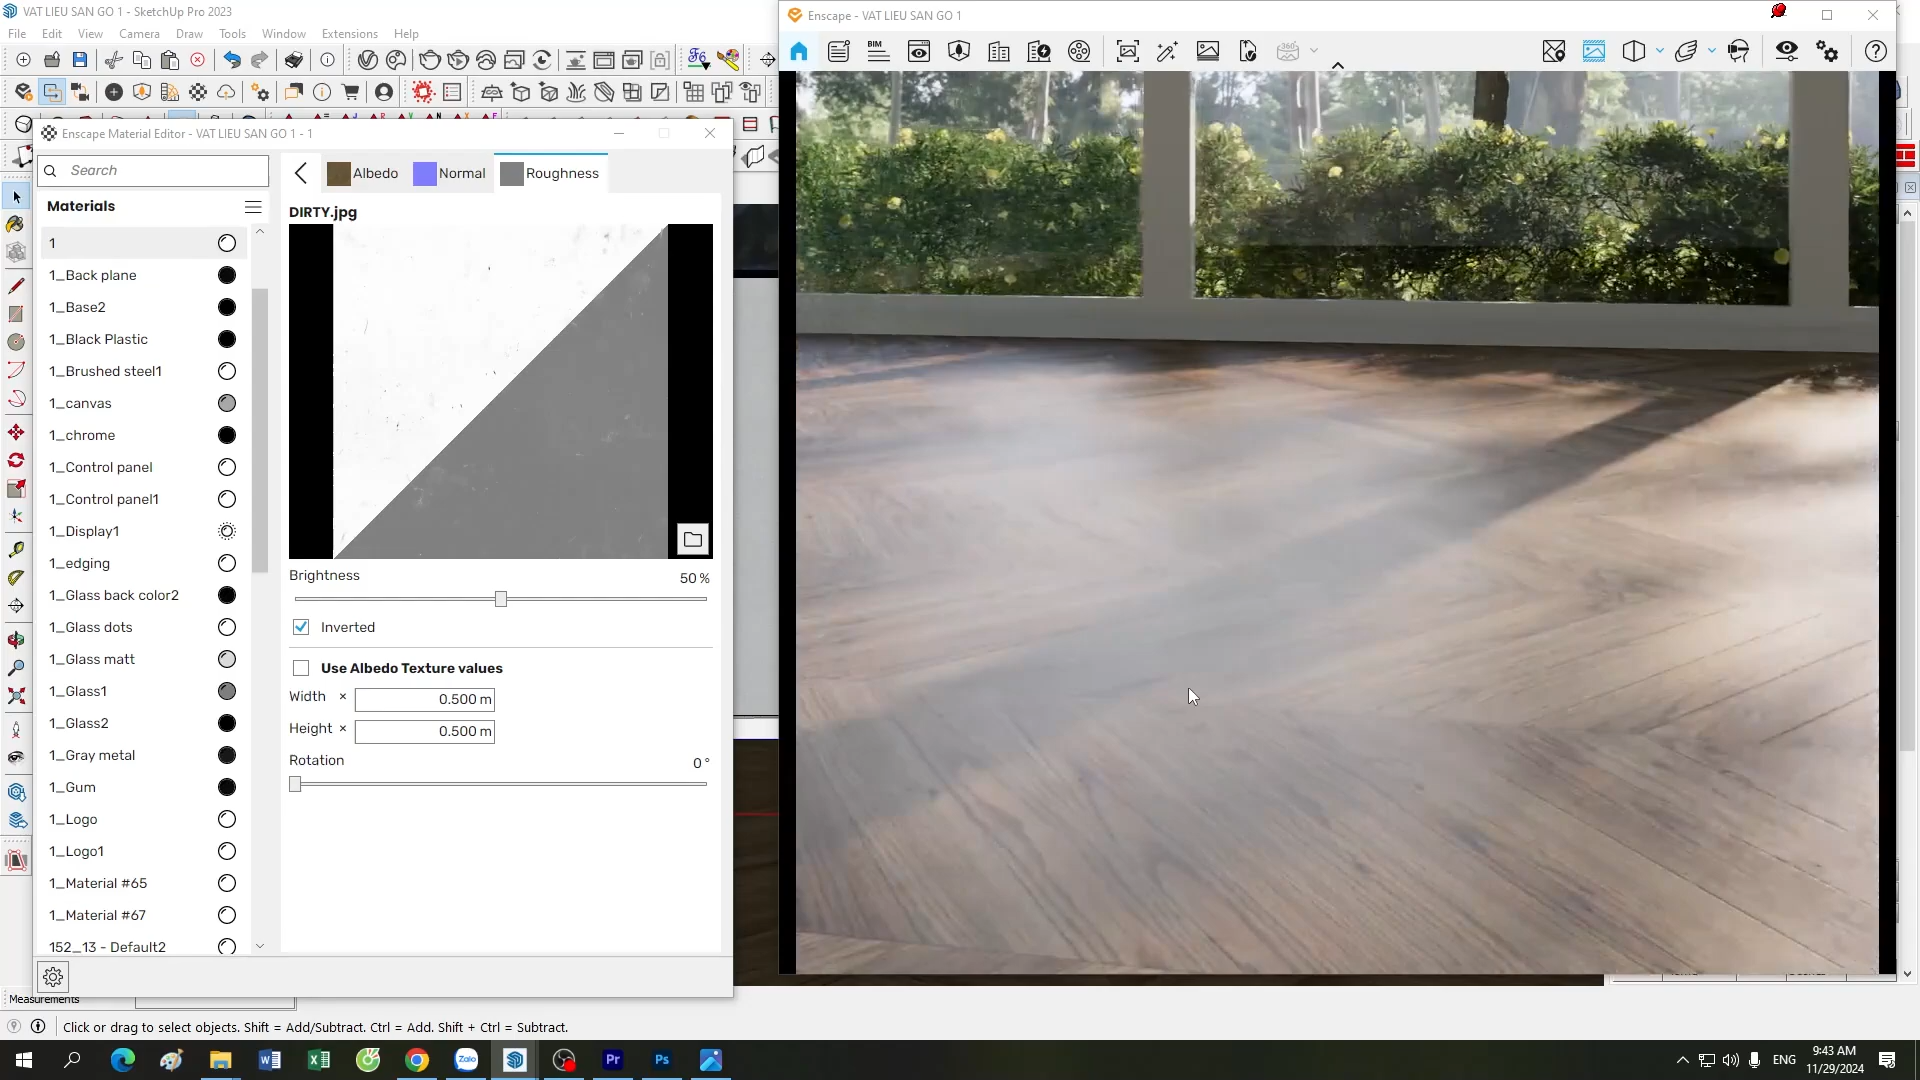 VAT LIEU SAN GO 1 - SketchUp Pro 2023
File Edit View Camera Draw Tools Window Extensions Help
Enscape - VAT LIEU SAN GO 1
BIM
Enscape Material Editor - VAT LIEU SAN GO 1 - 1
Search
Albedo
Normal
Roughness
Materials
1
1_Back plane
1_Base2
1_Black Plastic
1_Brushed steel1
1_canvas
1_chrome
1_Control panel
1_Control panel1
1_Display1
1_edging
1_Glass back color2
1_Glass dots
1_Glass matt
1_Glass1
1_Glass2
1_Gray metal
1_Gum
1_Logo
1_Logo1
1_Material #65
1_Material #67
152_13 - Default2
DIRTY.jpg
Brightness
50 %
Inverted
Use Albedo Texture values
Width × 0.500 m
Height × 0.500 m
Rotation
0 °
Measurements
Click or drag to select objects. Shift = Add/Subtract. Ctrl = Add. Shift + Ctrl = Subtract.
Zalo
Pr
Ps
ENG
9:43 AM
11/29/2024